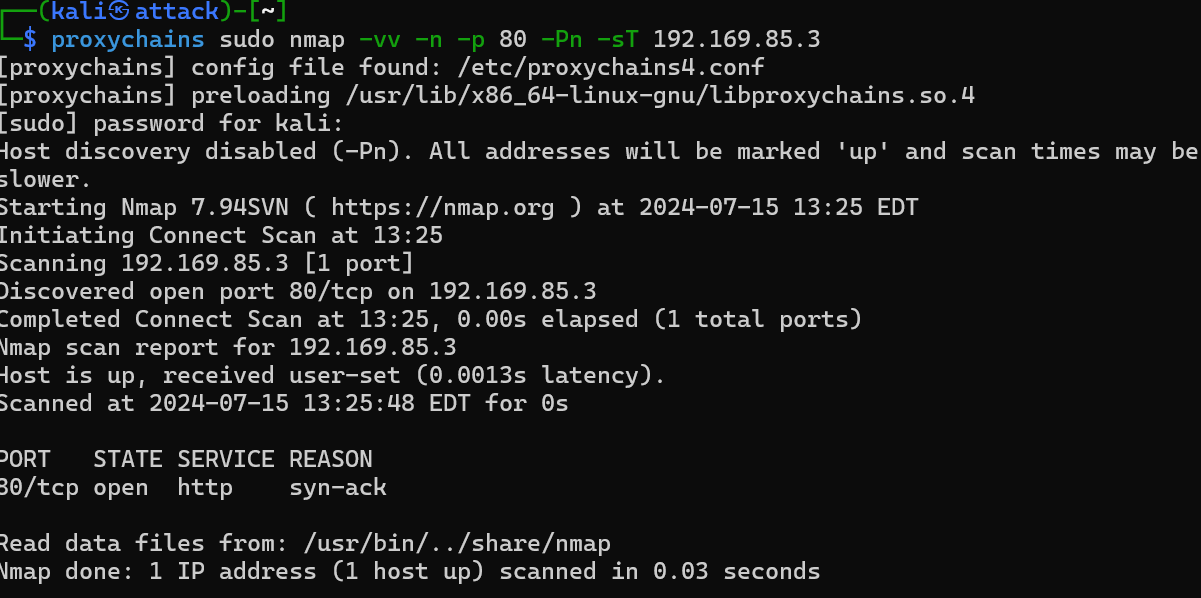 ┌──(kali㉿attack)-[~]
└─$ proxychains sudo nmap -vv -n -p 80 -Pn -sT 192.169.85.3
[proxychains] config file found: /etc/proxychains4.conf
[proxychains] preloading /usr/lib/x86_64-linux-gnu/libproxychains.so.4
[sudo] password for kali:
Host discovery disabled (-Pn). All addresses will be marked 'up' and scan times may be
slower.
Starting Nmap 7.94SVN ( https://nmap.org ) at 2024-07-15 13:25 EDT
Initiating Connect Scan at 13:25
Scanning 192.169.85.3 [1 port]
Discovered open port 80/tcp on 192.169.85.3
Completed Connect Scan at 13:25, 0.00s elapsed (1 total ports)
Nmap scan report for 192.169.85.3
Host is up, received user-set (0.0013s latency).
Scanned at 2024-07-15 13:25:48 EDT for 0s

PORT   STATE SERVICE REASON
80/tcp open  http    syn-ack

Read data files from: /usr/bin/../share/nmap
Nmap done: 1 IP address (1 host up) scanned in 0.03 seconds